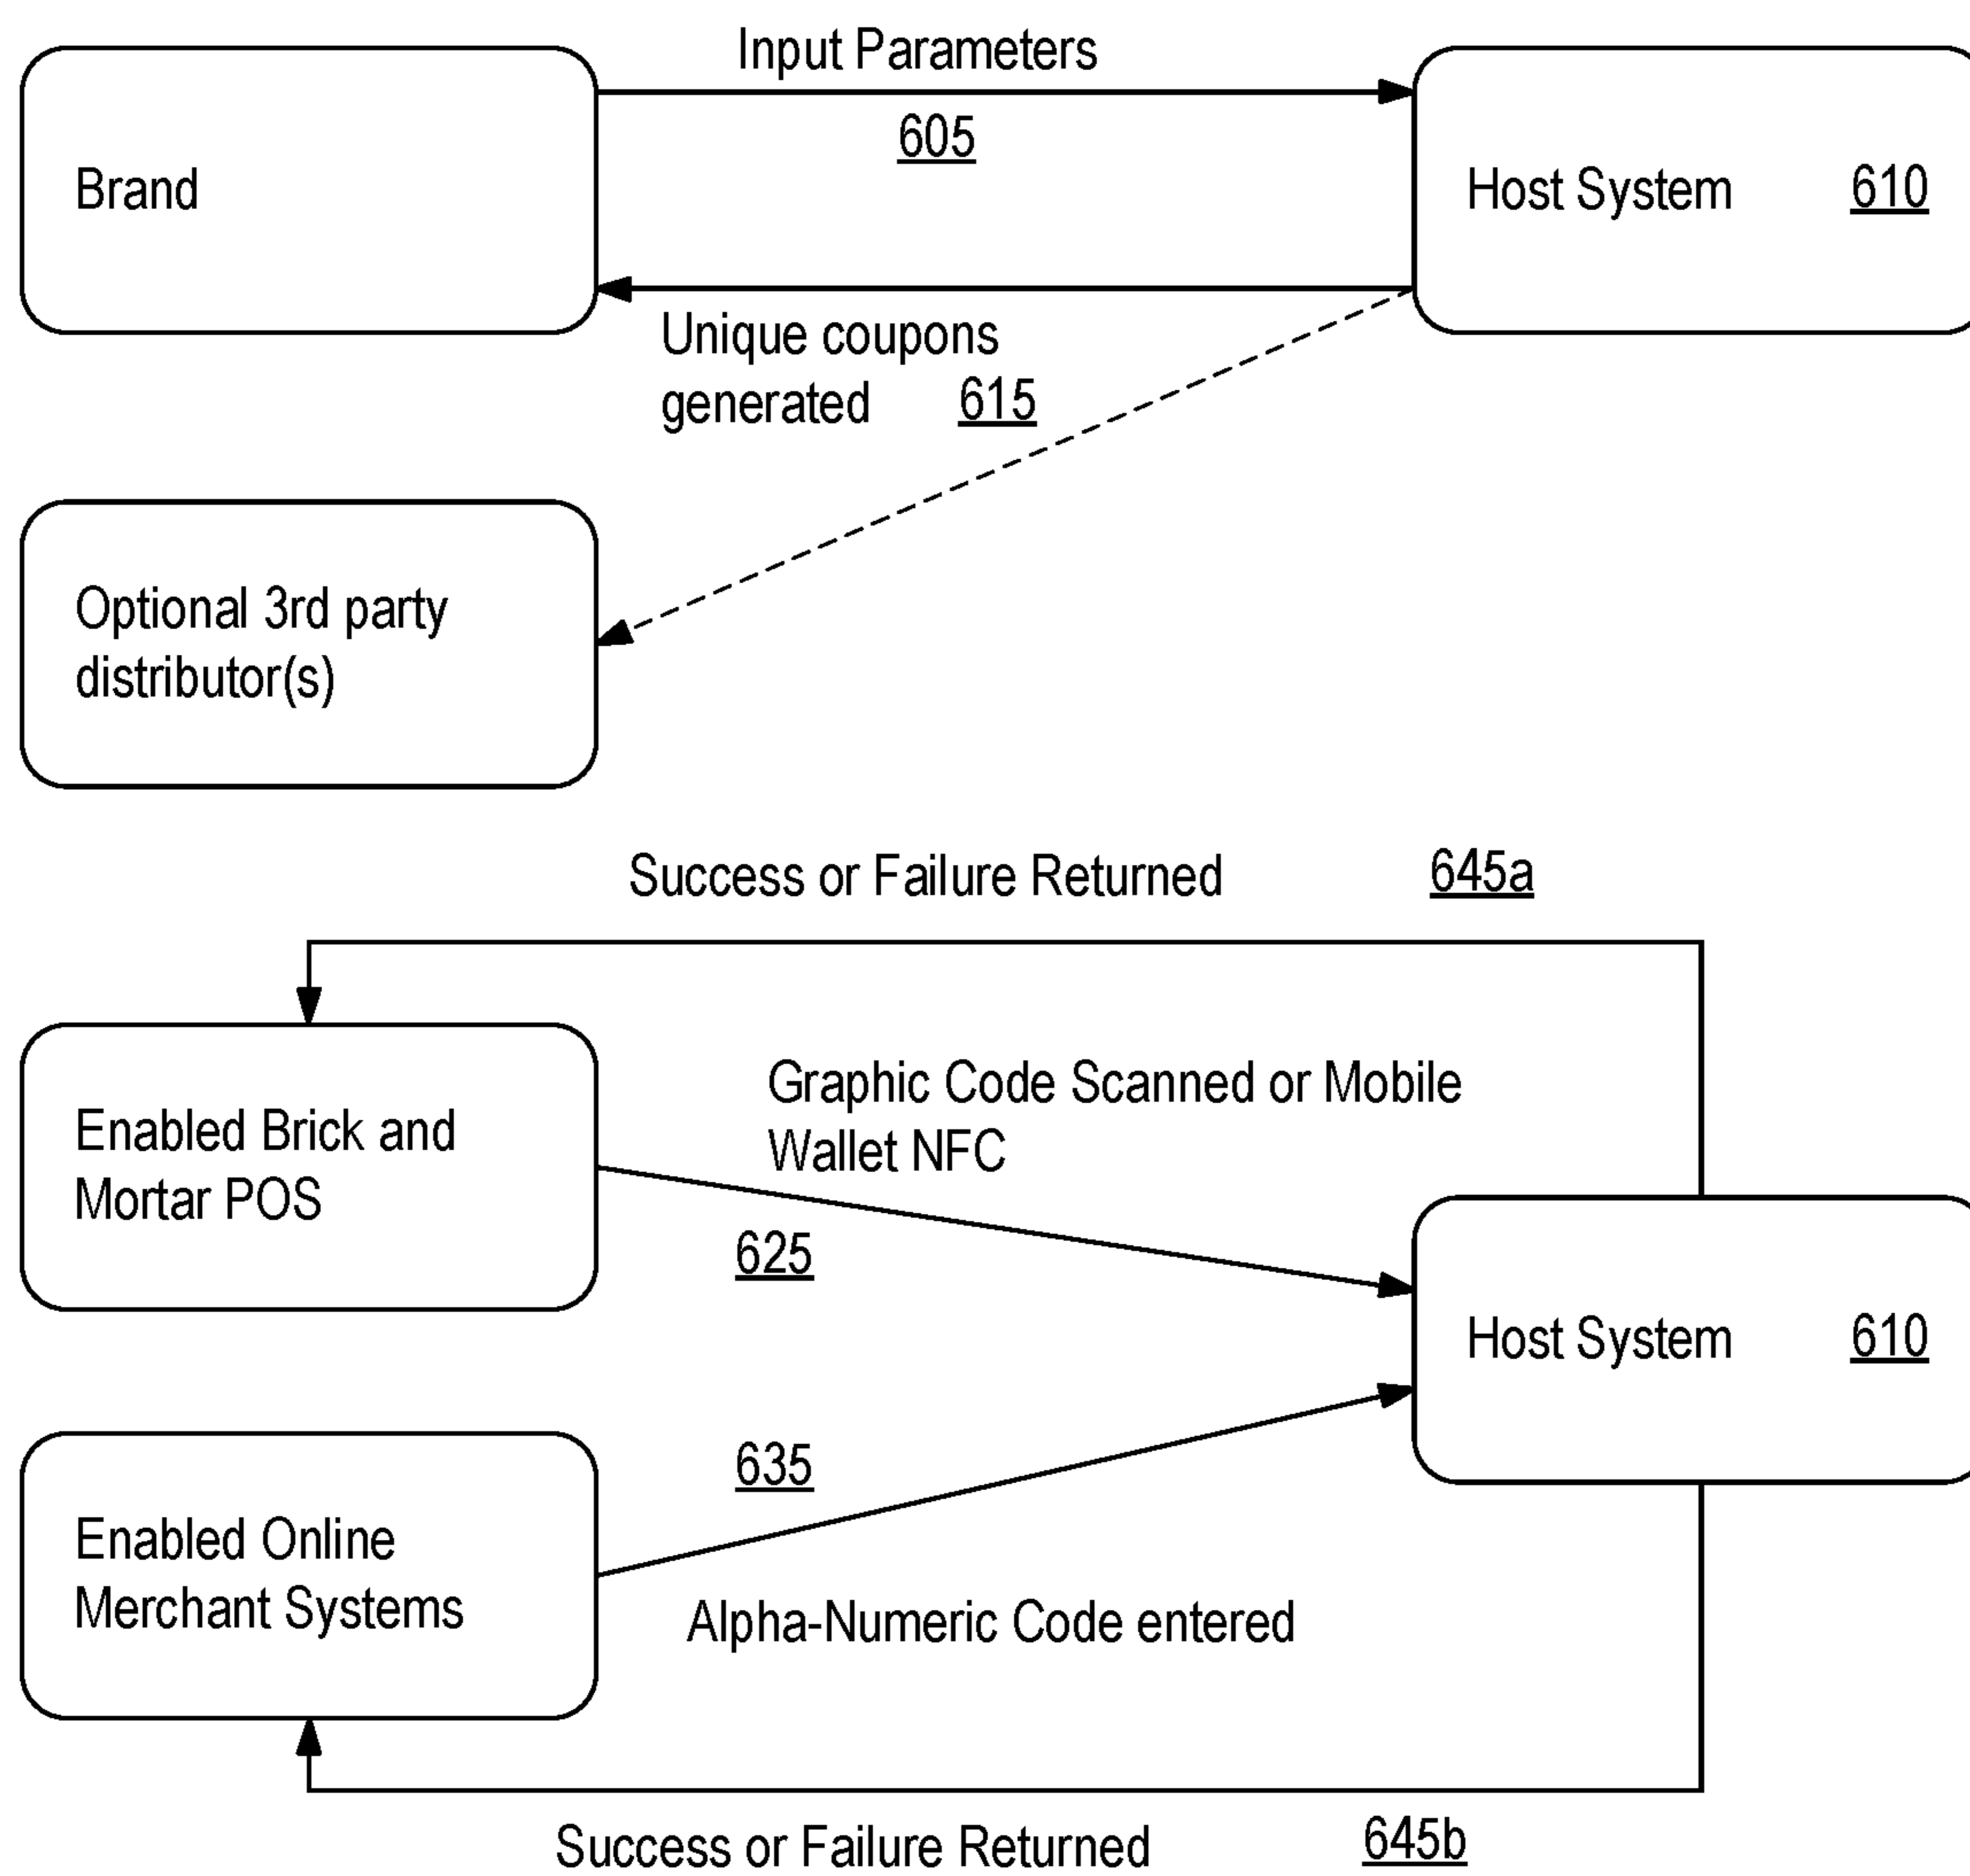 Input Parameters
605
Brand
Host System 610
Unique coupons
generated 615
Optional 3rd party
distributor(s)
Success or Failure Returned 645a
Graphic Code Scanned or Mobile
Wallet NFC
Enabled Brick and
Mortar POS
625
Host System 610
635
Enabled Online
Merchant Systems
Alpha-Numeric Code entered
Success or Failure Returned 645b